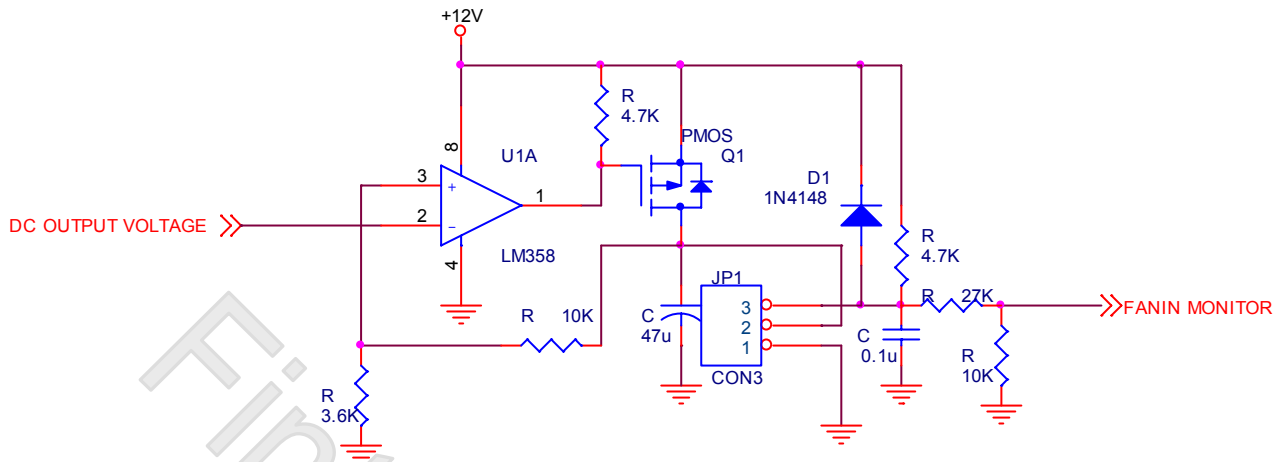 +12V
R
4.7K
PMOS
Q1
8
U1A
3
+
1
D1
1N4148
2
-
DC OUTPUT VOLTAGE
4
LM358
R
4.7K
JP1
R 27K
3
FANIN MONITOR
R 10K
C
47u
2
1
C
0.1u
R
10K
CON3
R
3.6K
Fin